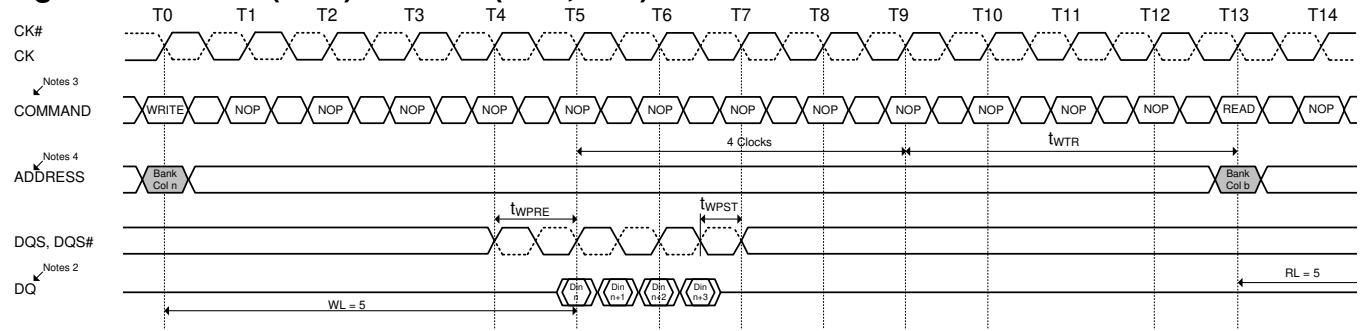 T0 T1 T2 T3 T4 T5 T6 T7 T8 T9 T10 T11 T12 T13 T14
CK#
CK
Notes 3
COMMAND WRITE NOP NOP NOP NOP NOP NOP NOP NOP NOP NOP NOP NOP READ NOP
4 Clocks tWTR
Notes 4
ADDRESS Bank Col n Bank Col b
tWPRE tWPST
DQS, DQS#
Notes 2
DQ Din n Din n+1 Din n+2 Din n+3 RL = 5
WL = 5